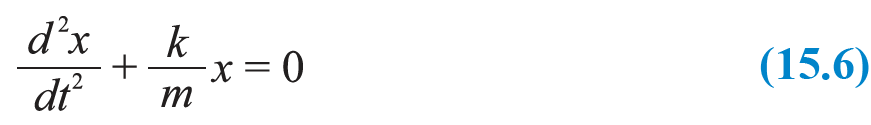 d²x/dt² + k/m x = 0 (15.6)